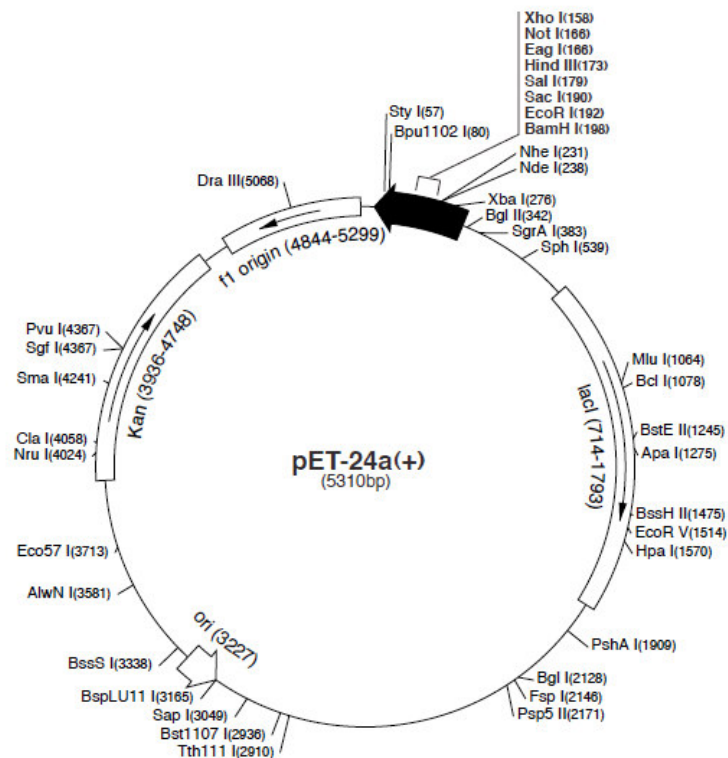 Xho I(158)
Not I(166)
Eag I(166)
Hind III(173)
Sal I(179)
Sac I(190)
EcoR I(192)
BamH I(198)
Sty I(57)
Bpu1102 I(80)
Nhe I(231)
Nde I(238)
Xba I(276)
Bgl II(342)
SgrA I(383)
Sph I(539)
Dra III(5068)
f1 origin (4844-5299)
Pvu I(4367)
Sgf I(4367)
Sma I(4241)
Kan (3936-4748)
Cla I(4058)
Nru I(4024)
Mlu I(1064)
Bcl I(1078)
lacI (714-1793)
BstE II(1245)
Apa I(1275)
pET-24a(+)
(5310bp)
BssH II(1475)
EcoR V(1514)
Hpa I(1570)
Eco57 I(3713)
AlwN I(3581)
ori (3227)
BssS I(3338)
BspLU11 I(3165)
Sap I(3049)
Bst1107 I(2936)
Tth111 I(2910)
PshA I(1909)
Bgl I(2128)
Fsp I(2146)
Psp5 II(2171)